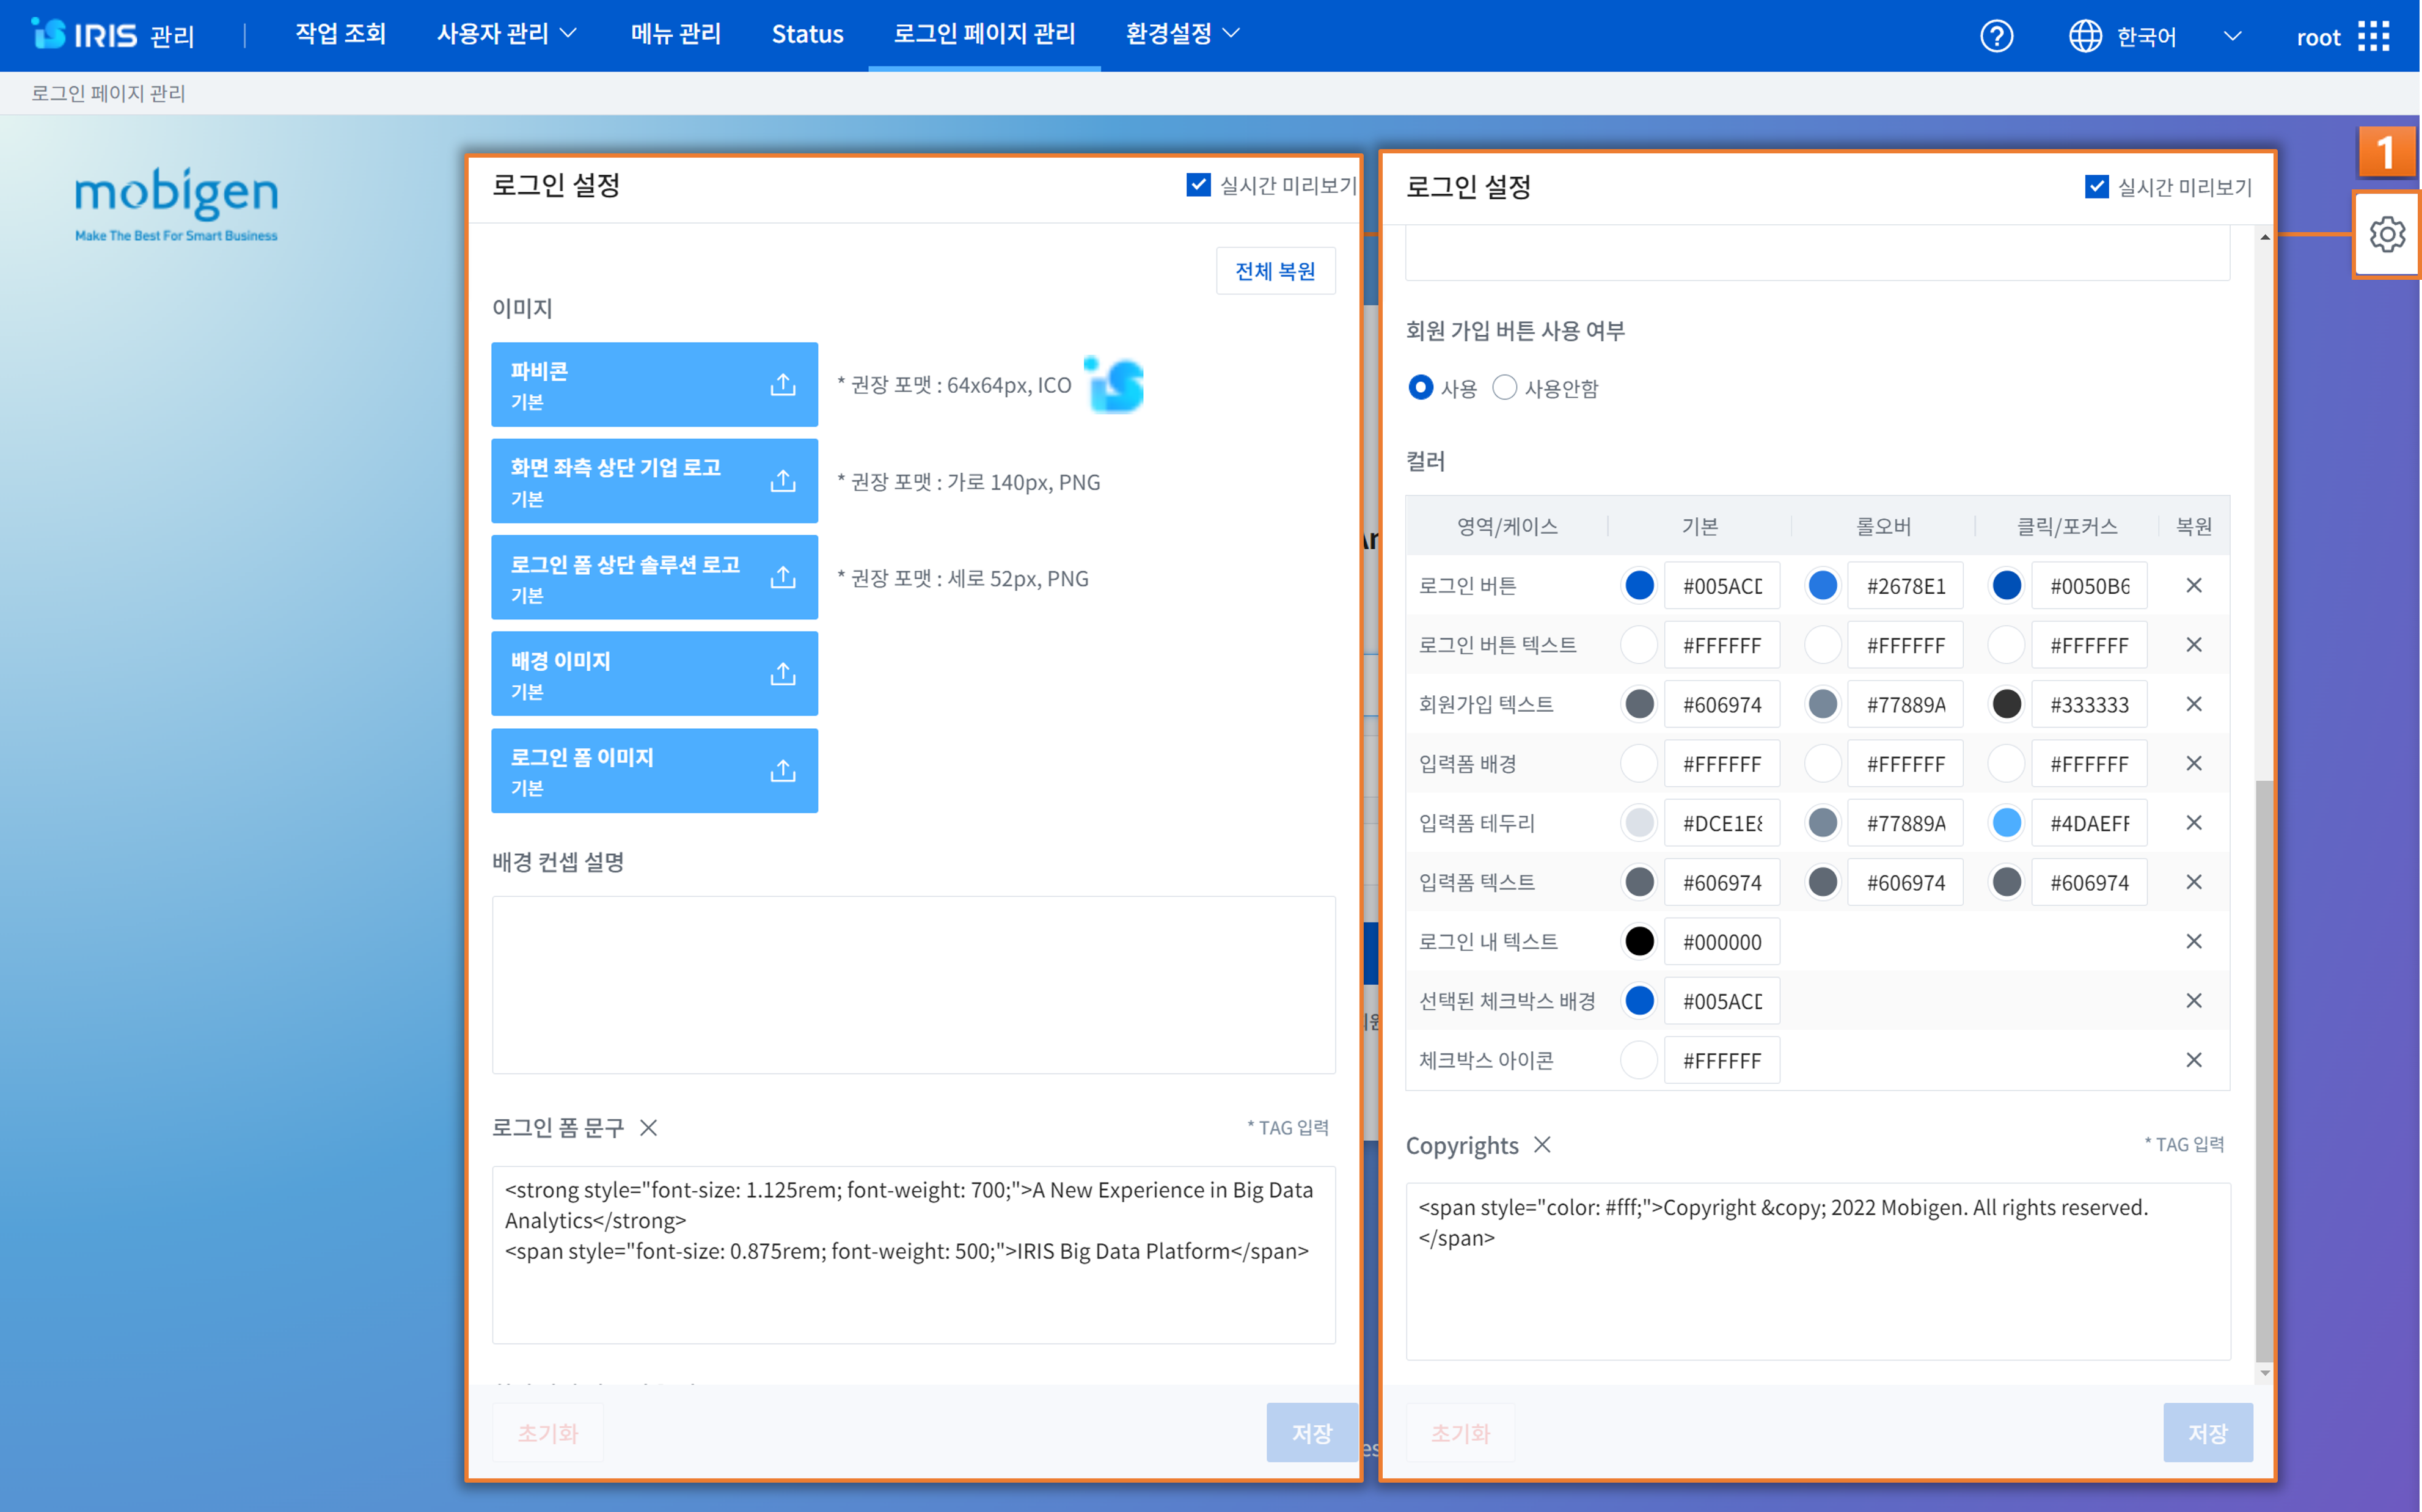 IRIS 관리
작업 조회
사용자 관리
메뉴 관리
Status
로그인 페이지 관리
환경설정
한국어
root
로그인 페이지 관리
mobigen
Make The Best For Smart Business
로그인 설정
실시간 미리보기
전체 복원
이미지
파비콘
기본
* 권장 포맷 : 64x64px, ICO
화면 좌측 상단 기업 로고
기본
* 권장 포맷 : 가로 140px, PNG
로그인 폼 상단 솔루션 로고
기본
* 권장 포맷 : 세로 52px, PNG
배경 이미지
기본
로그인 폼 이미지
기본
배경 컨셉 설명
로그인 폼 문구
* TAG 입력
<strong style="font-size: 1.125rem; font-weight: 700;">A New Experience in Big Data
Analytics</strong>
<span style="font-size: 0.875rem; font-weight: 500;">IRIS Big Data Platform</span>
초기화
저장
로그인 설정
실시간 미리보기
회원 가입 버튼 사용 여부
사용 사용안함
컬러
영역/케이스 기본 롤오버 클릭/포커스 복원
로그인 버튼 #005ACD #2678E1 #0050B6
로그인 버튼 텍스트 #FFFFFF #FFFFFF #FFFFFF
회원가입 텍스트 #606974 #77889A #333333
입력폼 배경 #FFFFFF #FFFFFF #FFFFFF
입력폼 테두리 #DCE1E8 #77889A #4DAEFF
입력폼 텍스트 #606974 #606974 #606974
로그인 내 텍스트 #000000
선택된 체크박스 배경 #005ACD
체크박스 아이콘 #FFFFFF
Copyrights
* TAG 입력
<span style="color: #fff;">Copyright &copy; 2022 Mobigen. All rights reserved.
</span>
초기화
저장
1